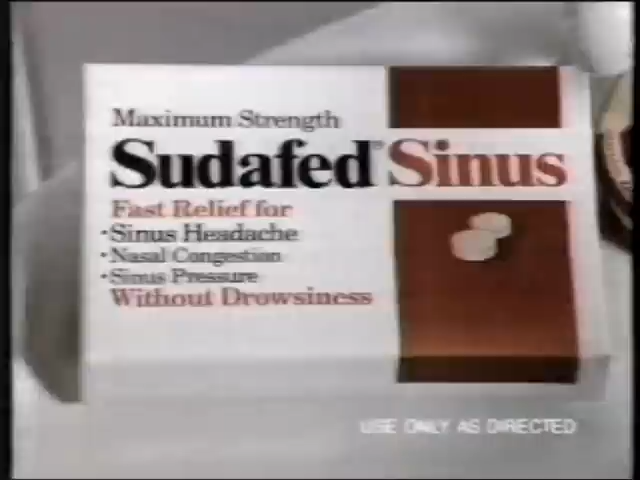 Maximum Strength
Sudafed® Sinus
Fast Relief for
•Sinus Headache
•Nasal Congestion
•Sinus Pressure
Without Drowsiness
USE ONLY AS DIRECTED